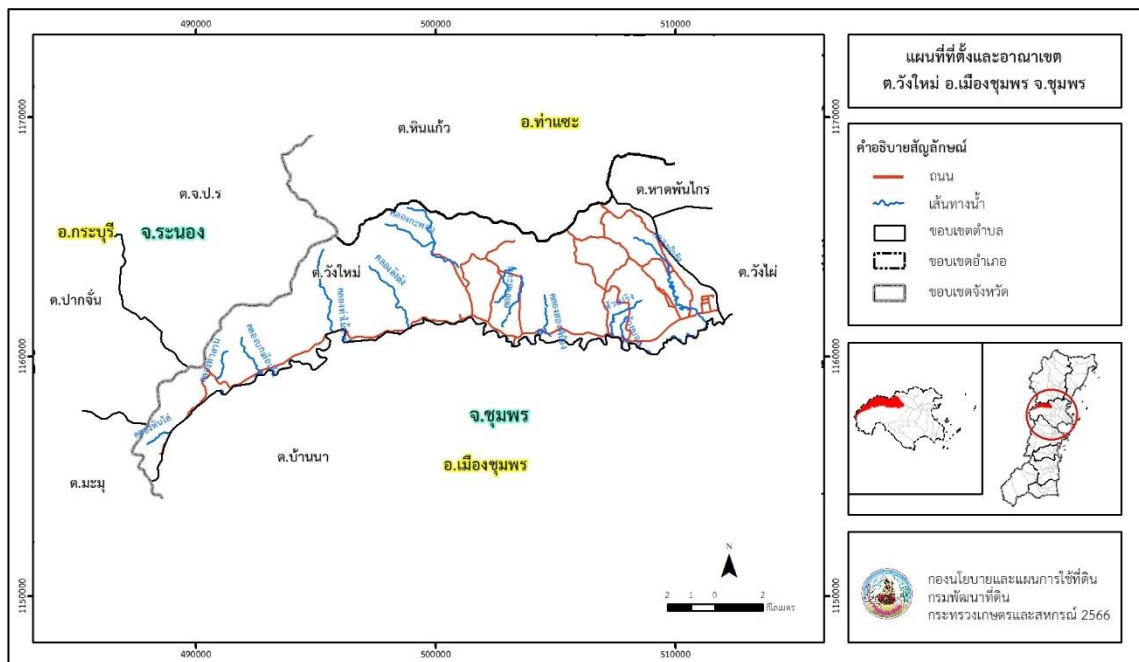 490000
500000
510000
แผนที่ที่ตั้งและอาณาเขต
ต.วังใหม่ อ.เมืองชุมพร จ.ชุมพร
1170000
1170000
ต.หินแก้ว
อ.ท่าแซะ
คำอธิบายสัญลักษณ์
ถนน
เส้นทางน้ำ
ขอบเขตตำบล
ขอบเขตอำเภอ
ขอบเขตจังหวัด
ต.จ.ป.ร
ต.หาดพันไกร
อ.กระบุรี
จ.ระนอง
ต.วังใหม่
ต.วังไผ่
ต.ปากจั่น
1160000
1160000
จ.ชุมพร
ต.บ้านนา
อ.เมืองชุมพร
ต.มะมุ
N
2 1 0 2
กิโลเมตร
1150000
1150000
490000
500000
510000
กองนโยบายและแผนการใช้ที่ดิน
กรมพัฒนาที่ดิน
กระทรวงเกษตรและสหกรณ์ 2566